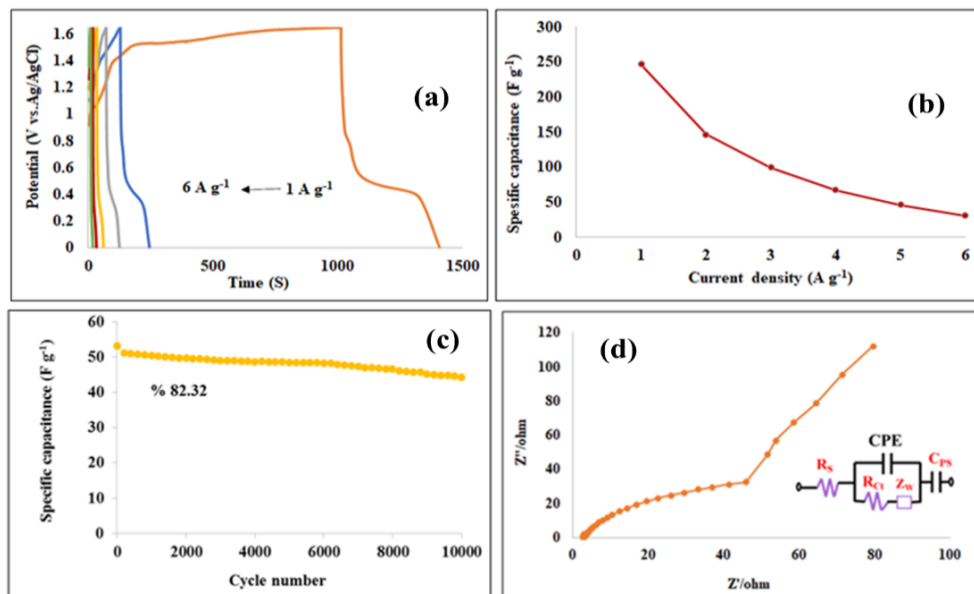 Potential (V vs.Ag/AgCl)
1.6
1.4
1.2
1
0.8
0.6
0.4
0.2
0
(a)
6 A g-1 1 A g-1
0 500 1000 1500
Time (S)
Spesific capacitance (F g-1)
300
250
200
150
100
50
0
(b)
0 1 2 3 4 5 6
Current density (A g-1)
Specific capacitance (F g-1)
60
50
40
30
20
10
0
(c)
% 82.32
0 2000 4000 6000 8000 10000
Cycle number
Z''/ohm
120
100
80
60
40
20
0
(d)
CPE
Rs
CPS
RCt
Zw
0 20 40 60 80 100
Z'/ohm